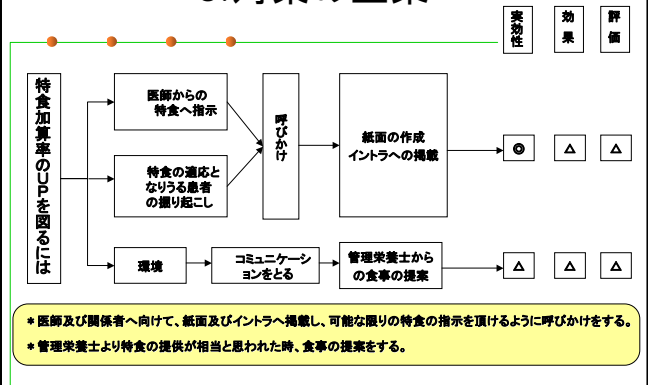 実効性
効果
評価
特食加算率のUPを図るには
医師からの
特食へ指示
呼びかけ
紙面の作成
イントラへの掲載
◎
△
△
特食の適応と
なりうる患者
の掘り起こし
環境
コミュニケーシ
ョンをとる
管理栄養士から
の食事の提案
△
△
△
＊医師及び関係者へ向けて、紙面及びイントラへ掲載し、可能な限りの特食の指示を頂けるように呼びかけをする。
＊管理栄養士より特食の提供が相当と思われた時、食事の提案をする。